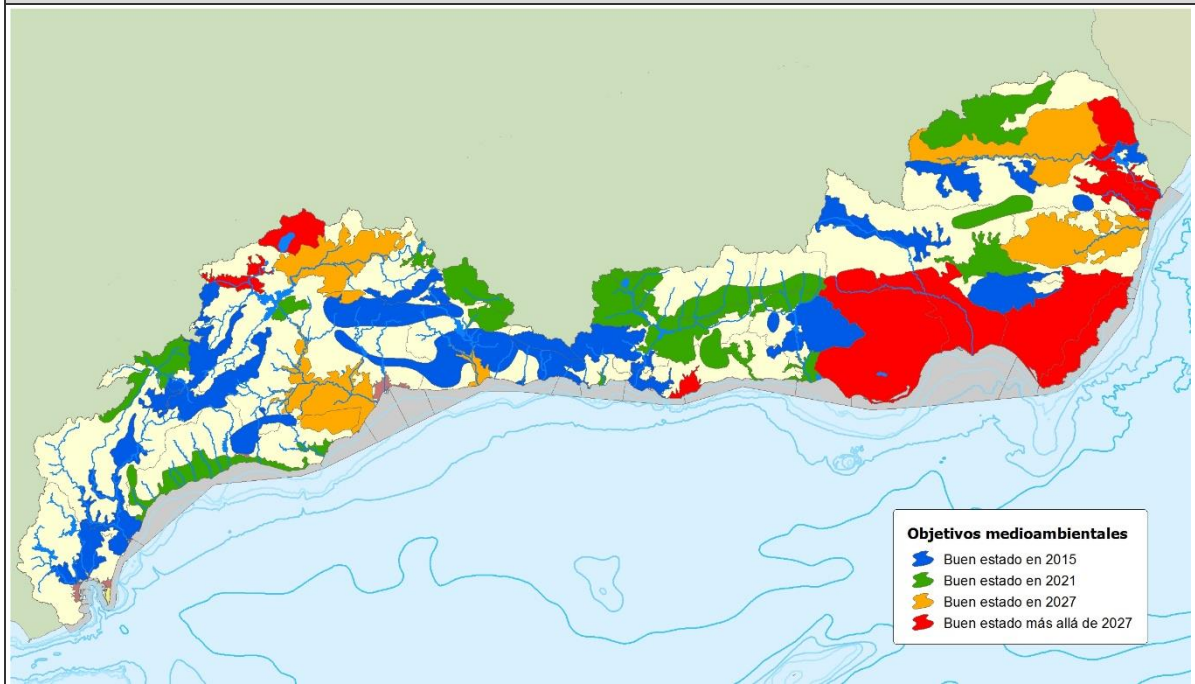 Objetivos medioambientales
Buen estado en 2015
Buen estado en 2021
Buen estado en 2027
Buen estado más allá de 2027